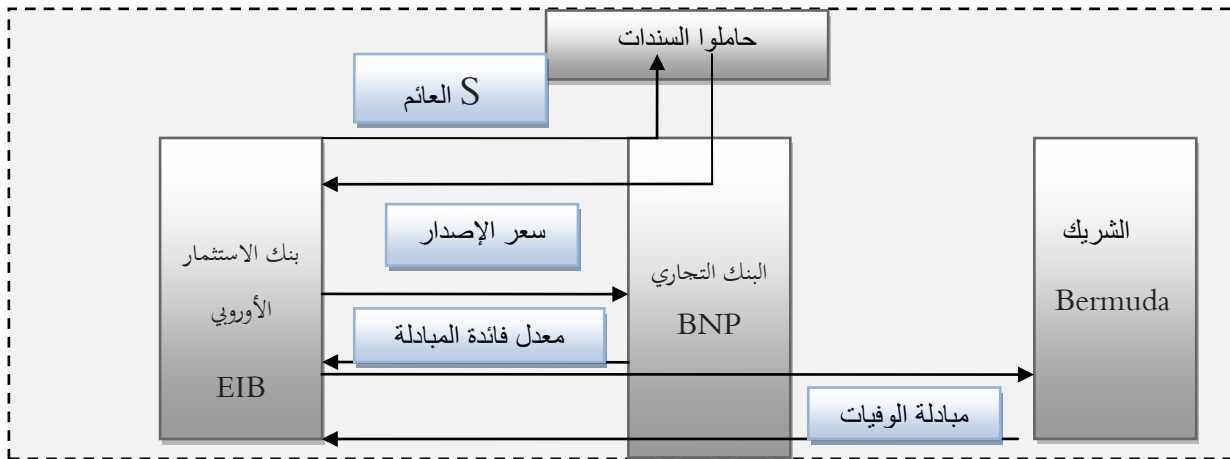 حاملوا السندات
S العائم
سعر الإصدار
بنك الاستثمار
الأوروبي
EIB
البنك التجاري
BNP
الشريك
Bermuda
معدل فائدة المبادلة
مبادلة الوفيات